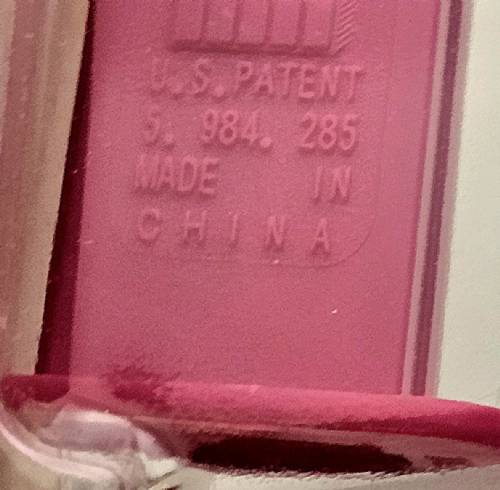 U.S.PATENT
5. 984. 285
MADE IN
CHINA